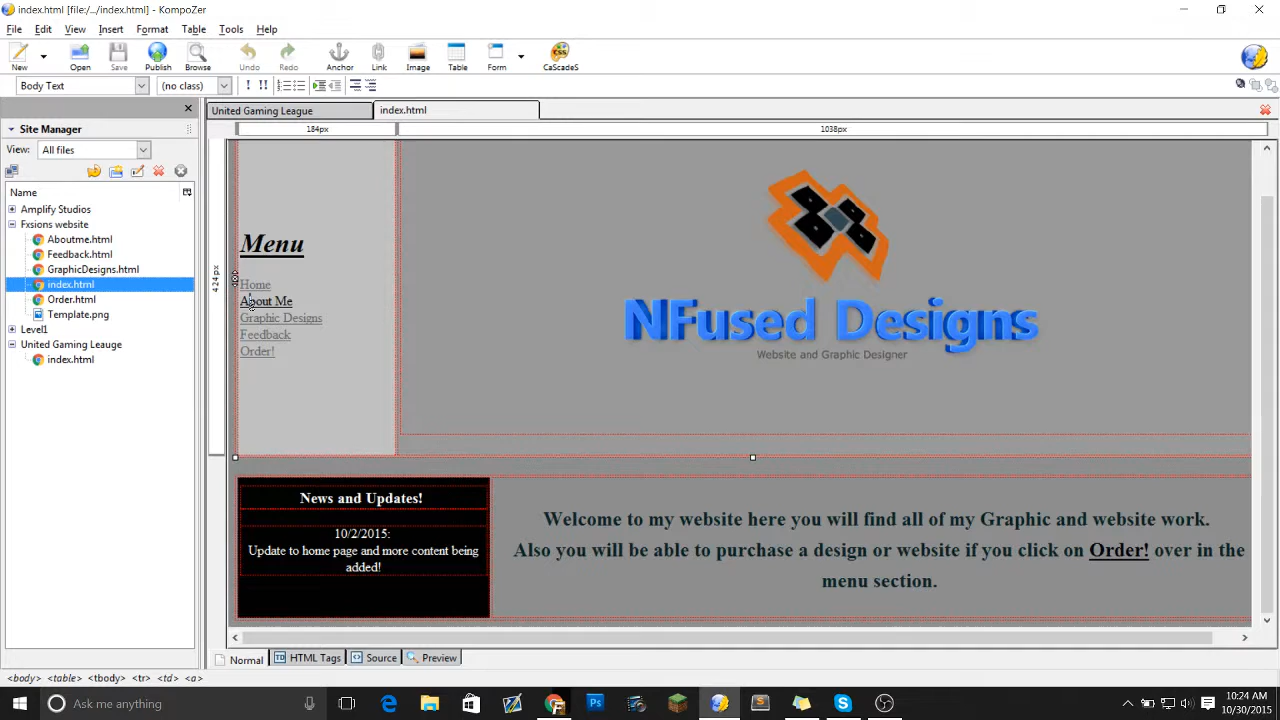 index.html [file:/../index.html] - KompoZer
File Edit View Insert Format Table Tools Help
New Open Save Publish Browse Undo Redo Anchor Link Image Table Form CaScadeS
Body Text (no class)
Site Manager
View: All files
Name
Amplify Studios
Fxsions website
Aboutme.html
Feedback.html
GraphicDesigns.html
index.html
Order.html
Template.png
Level1
United Gaming Leauge
index.html
United Gaming League index.html
184px 1038px
424px
Menu
Home
About Me
Graphic Designs
Feedback
Order!
NFused Designs
Website and Graphic Designer
News and Updates!
10/2/2015:
Update to home page and more content being
added!
Welcome to my website here you will find all of my Graphic and website work.
Also you will be able to purchase a design or website if you click on Order! over in the
menu section.
Normal HTML Tags Source Preview
<body> <table> <tbody> <tr> <td> <a>
Ask me anything
10:24 AM
10/30/2015